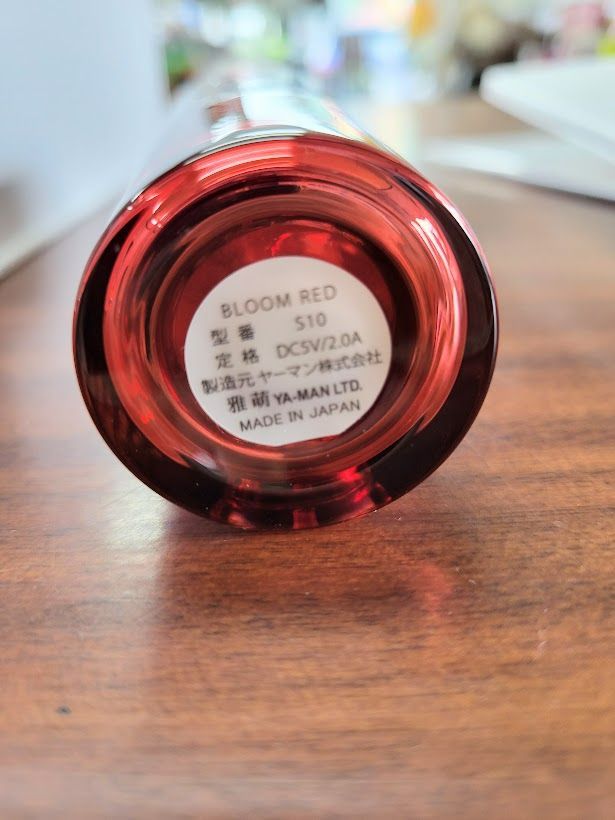 BLOOM RED
型番 S10
定格 DC5V/2.0A
製造元 ヤーマン株式会社
雅萌 YA-MAN LTD.
MADE IN JAPAN